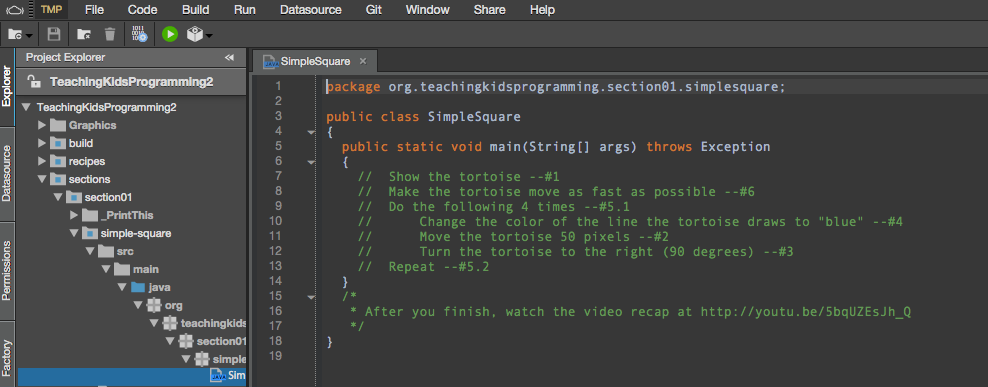 TMP File Code Build Run Datasource Git Window Share Help
Project Explorer
TeachingKidsProgramming2
TeachingKidsProgramming2
Graphics
build
recipes
sections
section01
_PrintThis
simple-square
src
main
java
org
teachingkids
section01
simple
Sim
Explorer
Datasource
Permissions
Factory
SimpleSquare ×
1 package org.teachingkidsprogramming.section01.simplesquare;
2
3 public class SimpleSquare
4 {
5 public static void main(String[] args) throws Exception
6 {
7 // Show the tortoise --#1
8 // Make the tortoise move as fast as possible --#6
9 // Do the following 4 times --#5.1
10 // Change the color of the line the tortoise draws to "blue" --#4
11 // Move the tortoise 50 pixels --#2
12 // Turn the tortoise to the right (90 degrees) --#3
13 // Repeat --#5.2
14 }
15 /*
16 * After you finish, watch the video recap at http://youtu.be/5bqUZEsJh_Q
17 */
18 }
19